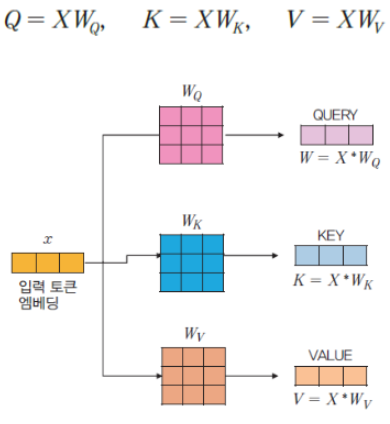 Q = XW_Q,   K = XW_K,   V = XW_V
W_Q
QUERY
W = X*W_Q
x
입력 토큰
엠베딩
W_K
KEY
K = X*W_K
W_V
VALUE
V = X*W_V